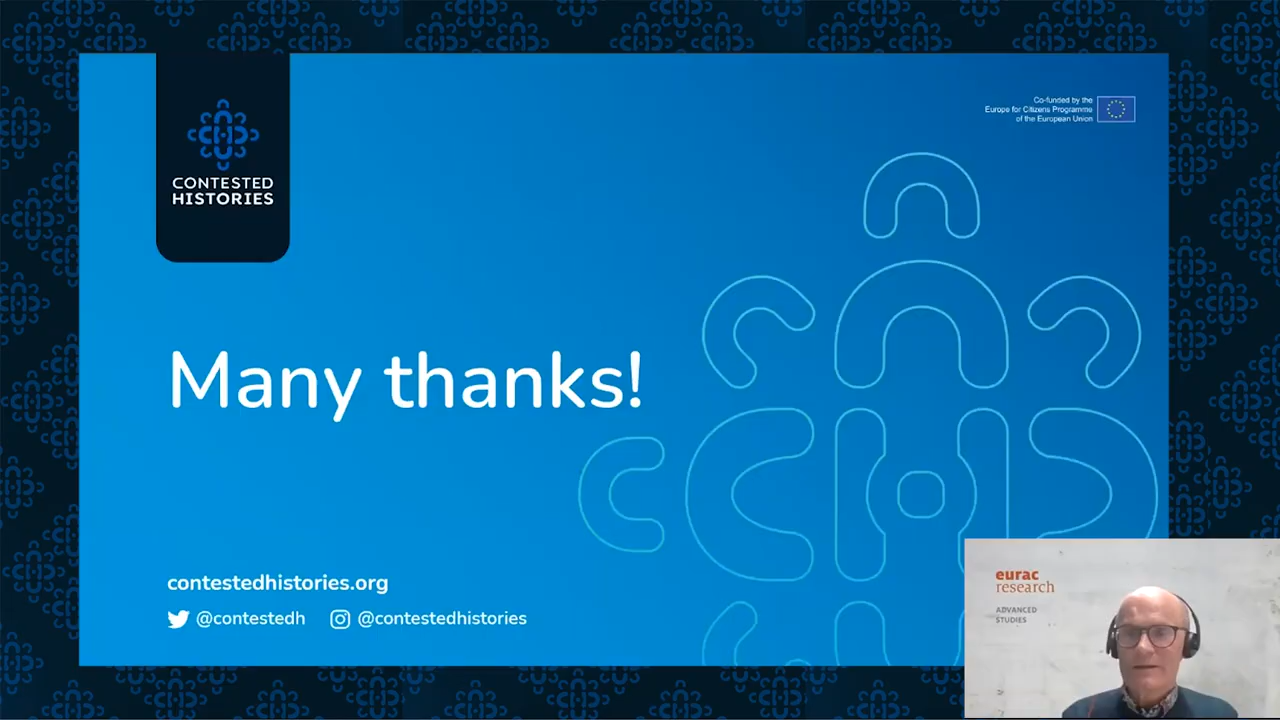 Co-funded by the
Europe for Citizens Programme
of the European Union
CONTESTED
HISTORIES
Many thanks!
contestedhistories.org
@contestedh @contestedhistories
eurac
research
ADVANCED
STUDIES